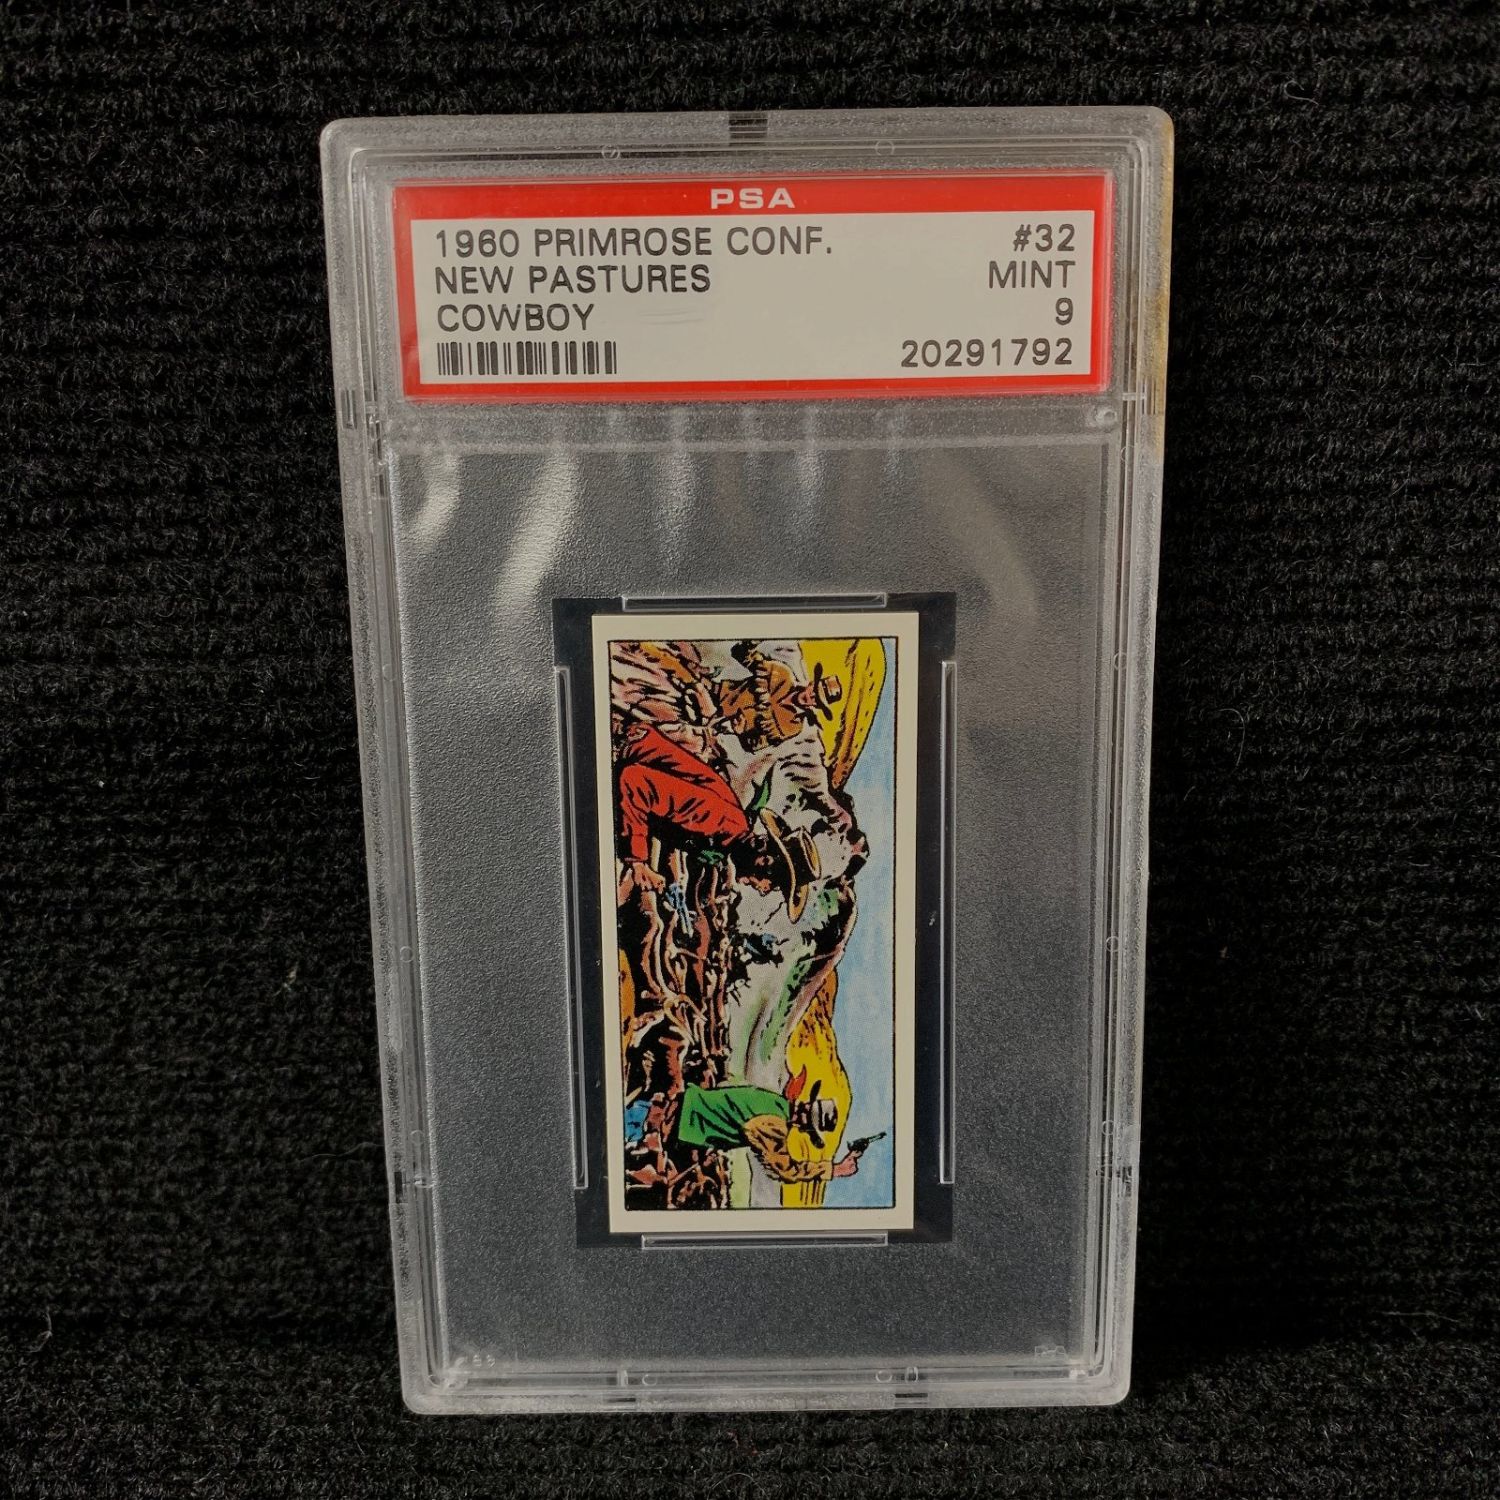 PSA
1960 PRIMROSE CONF. #32
NEW PASTURES MINT
COWBOY 9
20291792